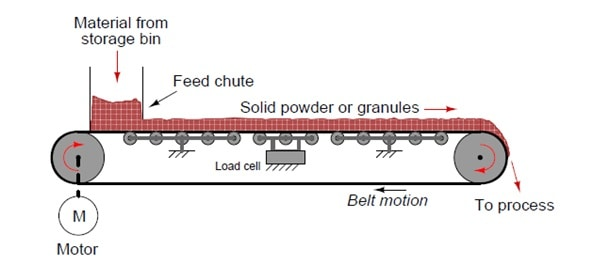 Material from
storage bin
Feed chute
Solid powder or granules
Load cell
Belt motion
To process
M
Motor